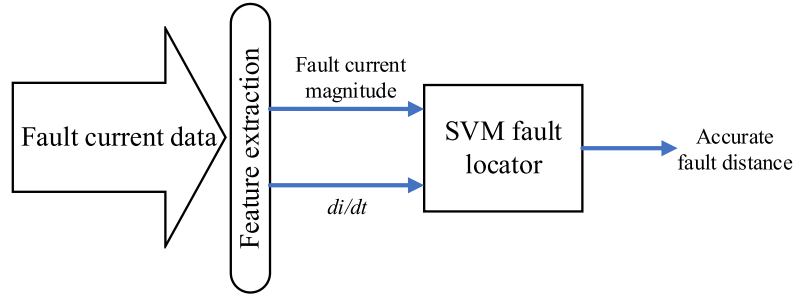 Fault current data
Feature extraction
Fault current
magnitude
di/dt
SVM fault
locator
Accurate
fault distance